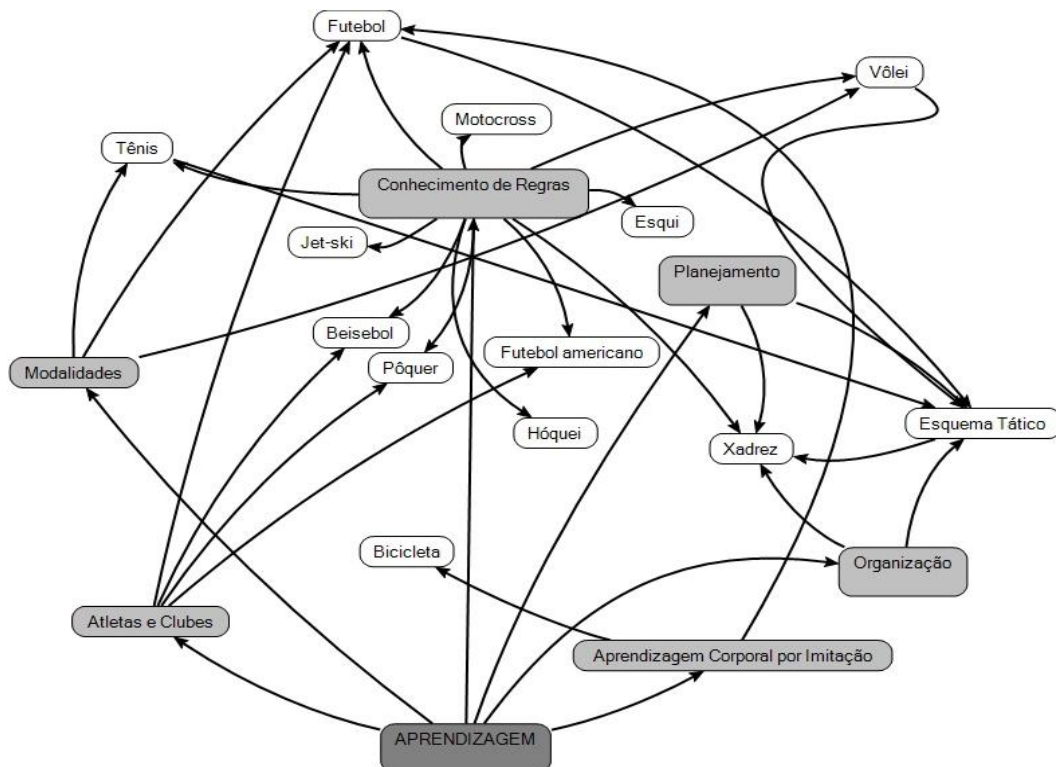 Futebol
Vôlei
Motocross
Tênis
Conhecimento de Regras
Esqui
Jet-ski
Planejamento
Beisebol
Futebol americano
Pôquer
Modalidades
Esquema Tático
Hóquei
Xadrez
Bicicleta
Organização
Atletas e Clubes
Aprendizagem Corporal por Imitação
APRENDIZAGEM